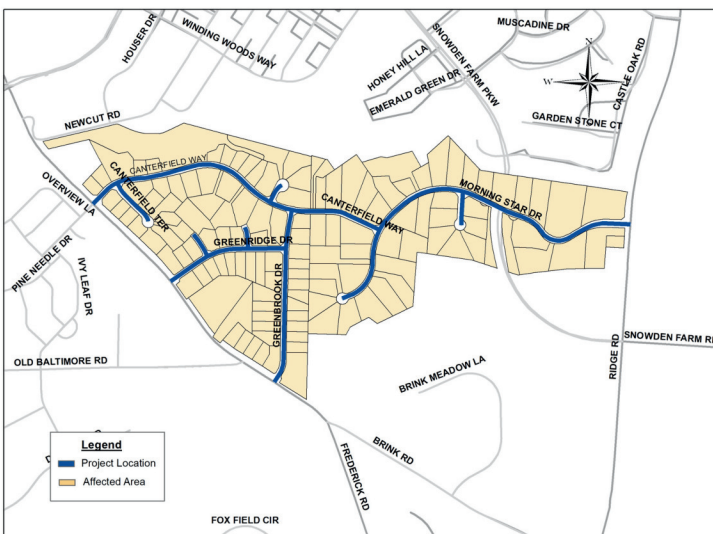 MUSCADINE DR
WINDING WOODS WAY
HOUSER DR
SNOWDEN FARM PKW
HONEY HILL LA
EMERALD GREEN DR
N
W
E
S
CASTLE OAK RD
GARDEN STONE CT
NEWCUT RD
CANTERFIELD WAY
OVERVIEW LA
CANTERFIELD TER
CANTERFIELD WAY
MORNING STAR DR
PINE NEEDLE DR
GREENRIDGE DR
IVY LEAF DR
GREENBROOK DR
OLD BALTIMORE RD
SNOWDEN FARM
RIDGE RD
BRINK MEADOW LA
BRINK RD
FREDERICK RD
Legend
Project Location
Affected Area
FOX FIELD CIR